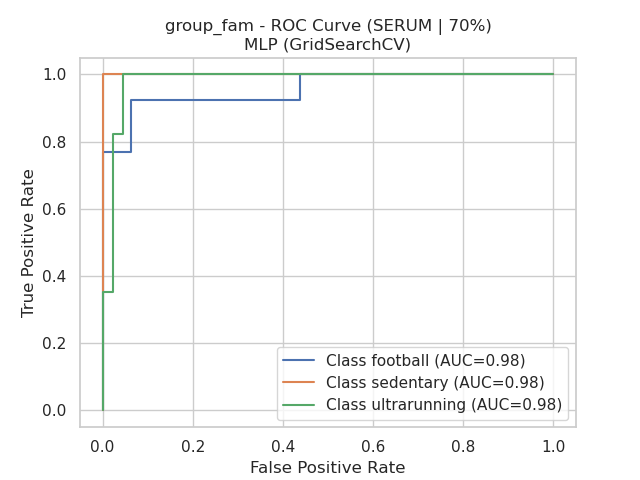 group_fam - ROC Curve (SERUM | 70%)
MLP (GridSearchCV)
True Positive Rate
1.0
0.8
0.6
0.4
0.2
0.0
Class football (AUC=0.98)
Class sedentary (AUC=0.98)
Class ultrarunning (AUC=0.98)
0.0 0.2 0.4 0.6 0.8 1.0
False Positive Rate